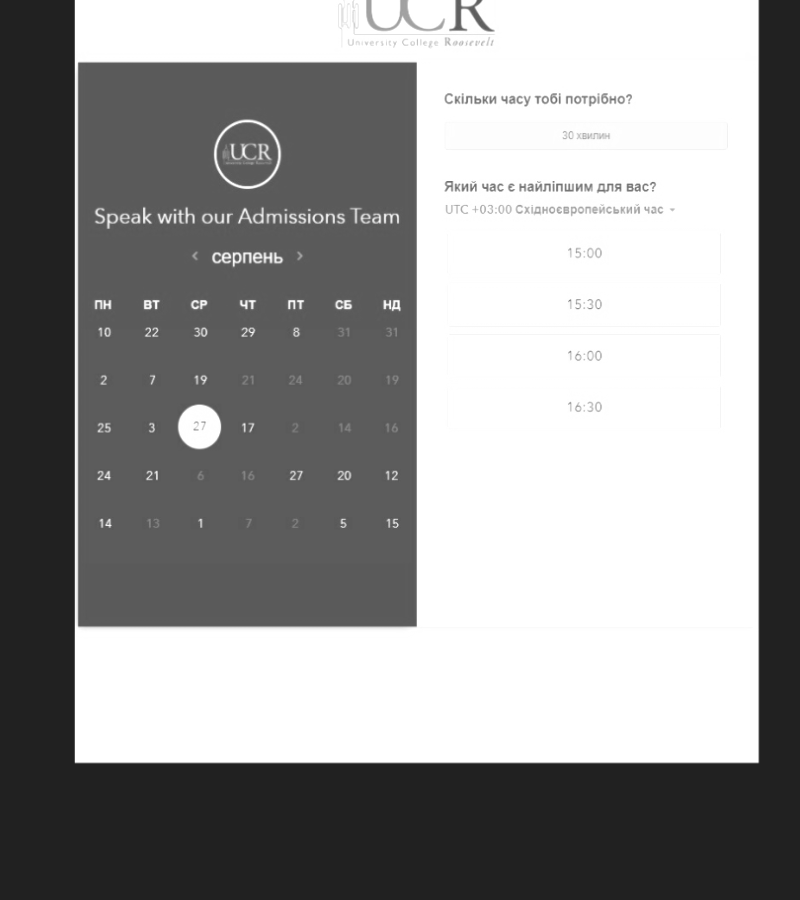 UCR
University College Roosevelt
UCR
Speak with our Admissions Team
‹ серпень ›
ПН ВТ СР ЧТ ПТ СБ НД
10 22 30 29 8 31 31
2 7 19 21 24 20 19
25 3 27 17 2 14 16
24 21 6 16 27 20 12
14 13 1 7 2 5 15
Скільки часу тобі потрібно?
30 хвилин
Який час є найліпшим для вас?
UTC +03:00 Східноєвропейський час
15:00
15:30
16:00
16:30